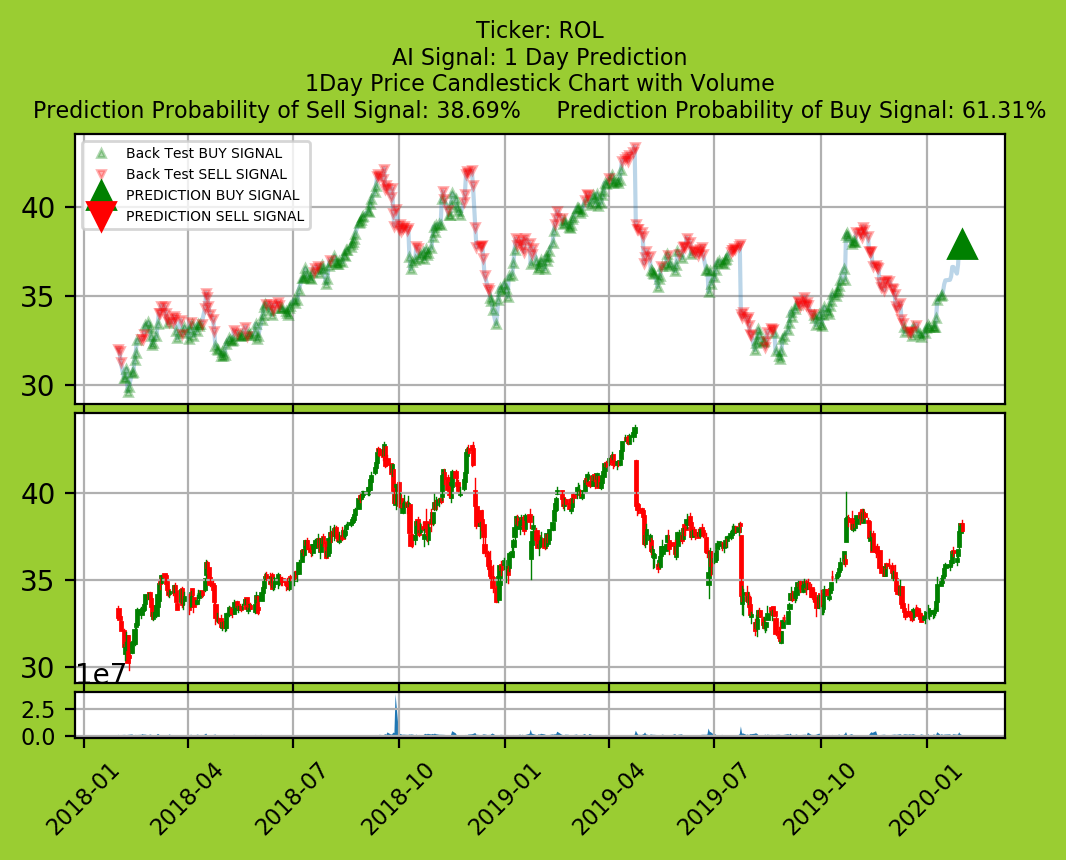 Ticker: ROL
AI Signal: 1 Day Prediction
1Day Price Candlestick Chart with Volume
Prediction Probability of Sell Signal: 38.69%     Prediction Probability of Buy Signal: 61.31%
Back Test BUY SIGNAL
Back Test SELL SIGNAL
PREDICTION BUY SIGNAL
PREDICTION SELL SIGNAL
40
35
30
40
35
30
1e7
2.5
0.0
2018-01
2018-04
2018-07
2018-10
2019-01
2019-04
2019-07
2019-10
2020-01